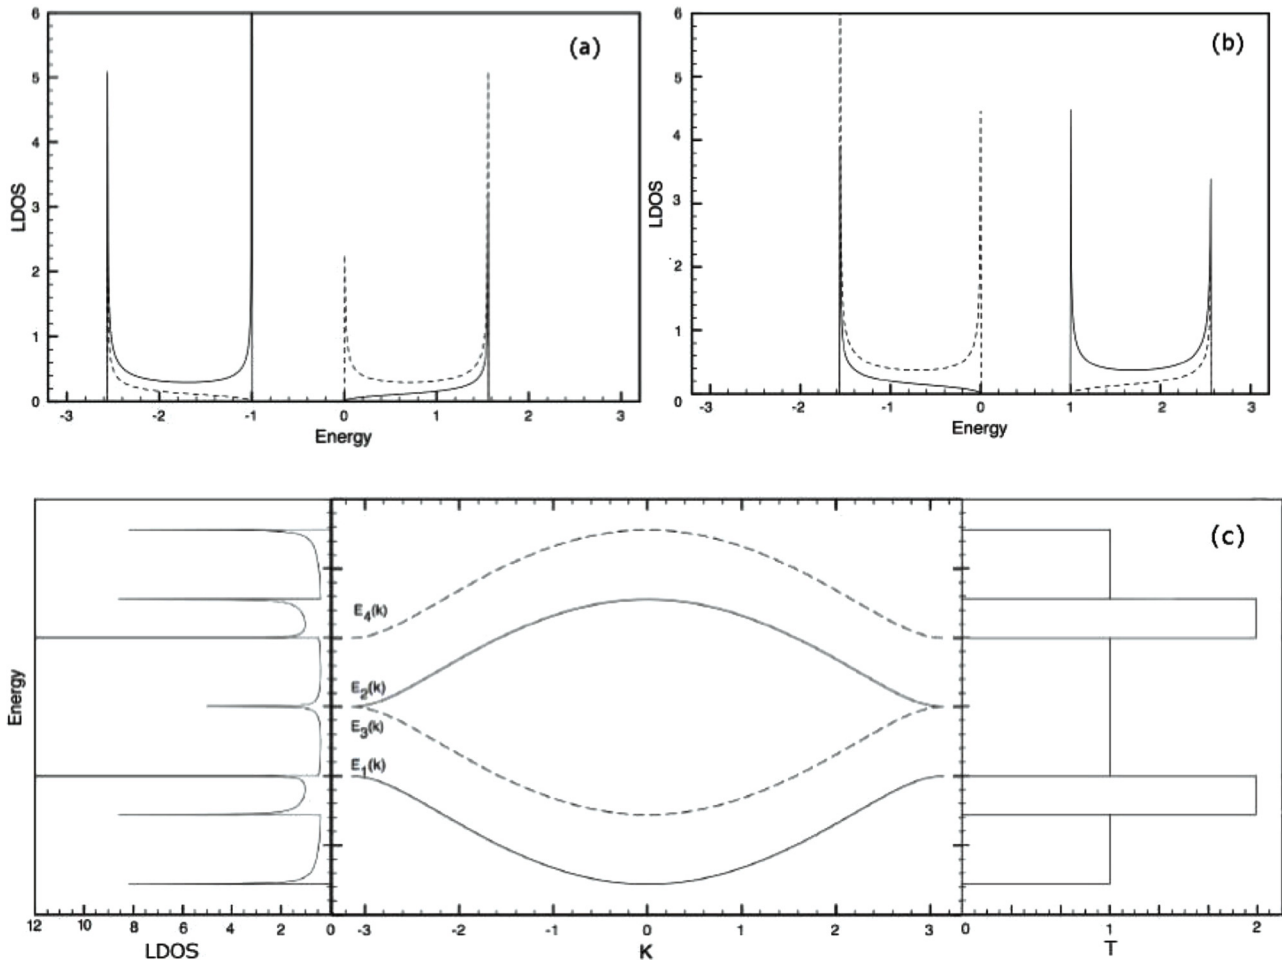 6
5
4
3
2
1
0
LDOS
-3 -2 -1 0 1 2 3
Energy
(a)
6
5
4
3
2
1
0
LDOS
-3 -2 -1 0 1 2 3
Energy
(b)
Energy
12 10 8 6 4 2 0
LDOS
E4(k)
E2(k)
E3(k)
E1(k)
-3 -2 -1 0 1 2 3
K
(c)
0 1 2
T